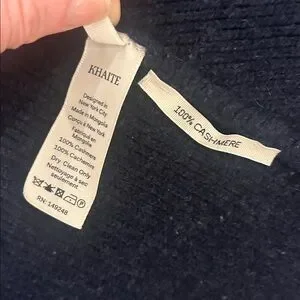 KHAITE
Designed in
New York City
Made in Mongolia
Conçu à New York
Fabriqué en
Mongolie
100% Cashmere
100% Cachemire
Dry Clean Only
Nettoyage à sec
seulement
RN: 149248
100% CASHMERE